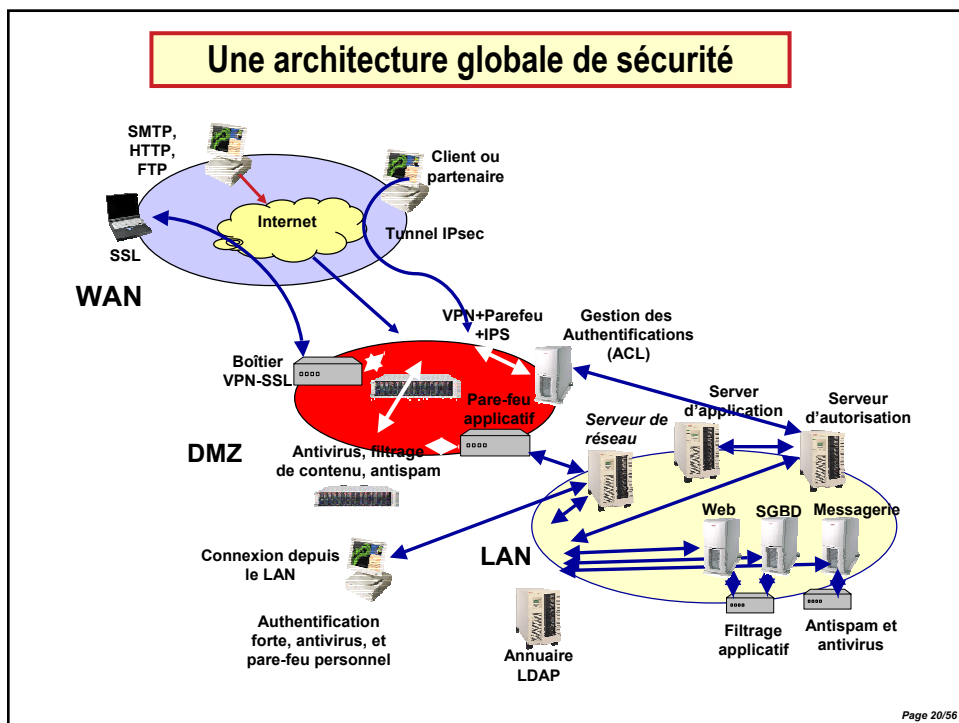 Une architecture globale de sécurité
SMTP,
HTTP,
FTP
Client ou
partenaire
Internet
Tunnel IPsec
SSL
WAN
VPN+Parefeu
+IPS
Gestion des
Authentifications
(ACL)
Boîtier
VPN-SSL
Pare-feu
applicatif
Serveur de
réseau
Server
d'application
Serveur
d'autorisation
DMZ
Antivirus, filtrage
de contenu, antispam
Web
SGBD
Messagerie
Connexion depuis
le LAN
LAN
Authentification
forte, antivirus, et
pare-feu personnel
Annuaire
LDAP
Filtrage
applicatif
Antispam et
antivirus
Page 20/56